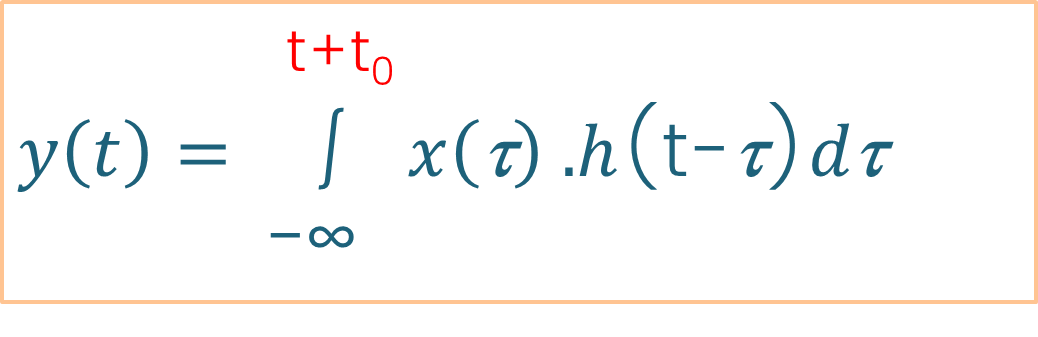 t+t₀
y(t) = ∫ x(τ) .h(t−τ)dτ
−∞